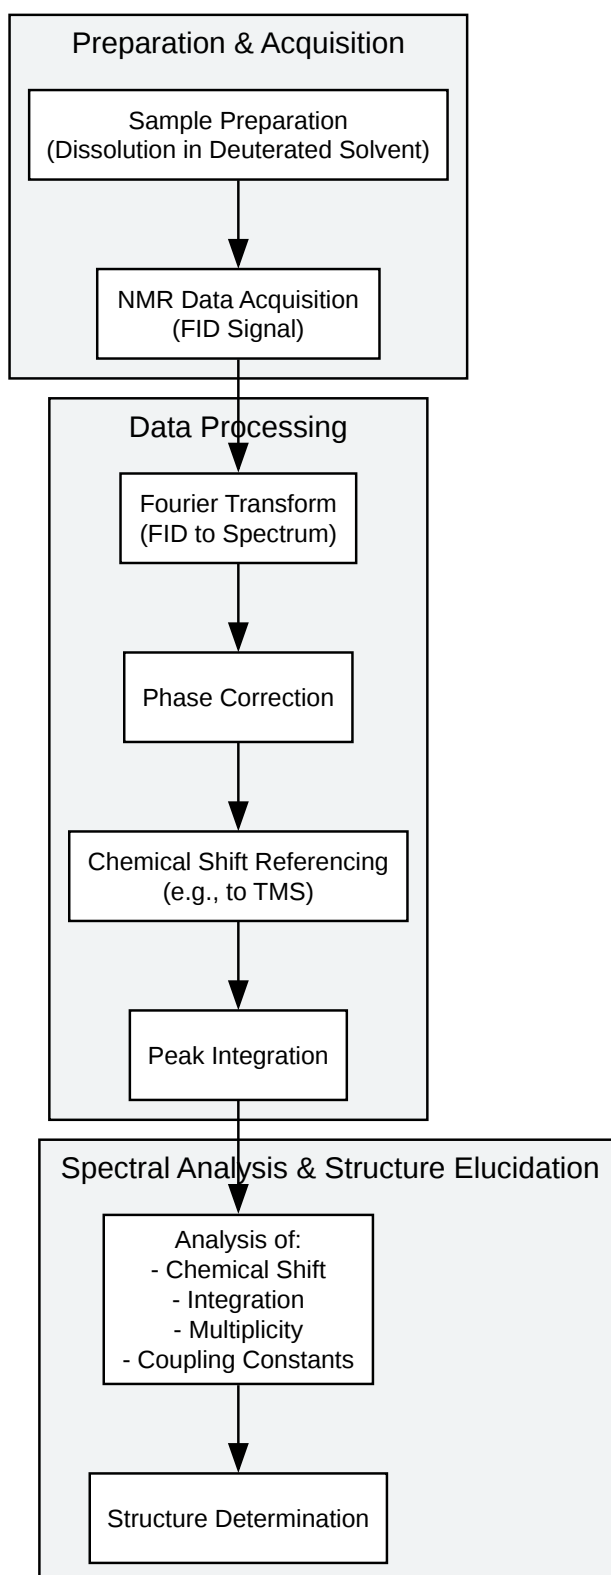 Preparation & Acquisition
Sample Preparation
(Dissolution in Deuterated Solvent)
NMR Data Acquisition
(FID Signal)
Data Processing
Fourier Transform
(FID to Spectrum)
Phase Correction
Chemical Shift Referencing
(e.g., to TMS)
Peak Integration
Spectral Analysis & Structure Elucidation
Analysis of:
- Chemical Shift
- Integration
- Multiplicity
- Coupling Constants
Structure Determination